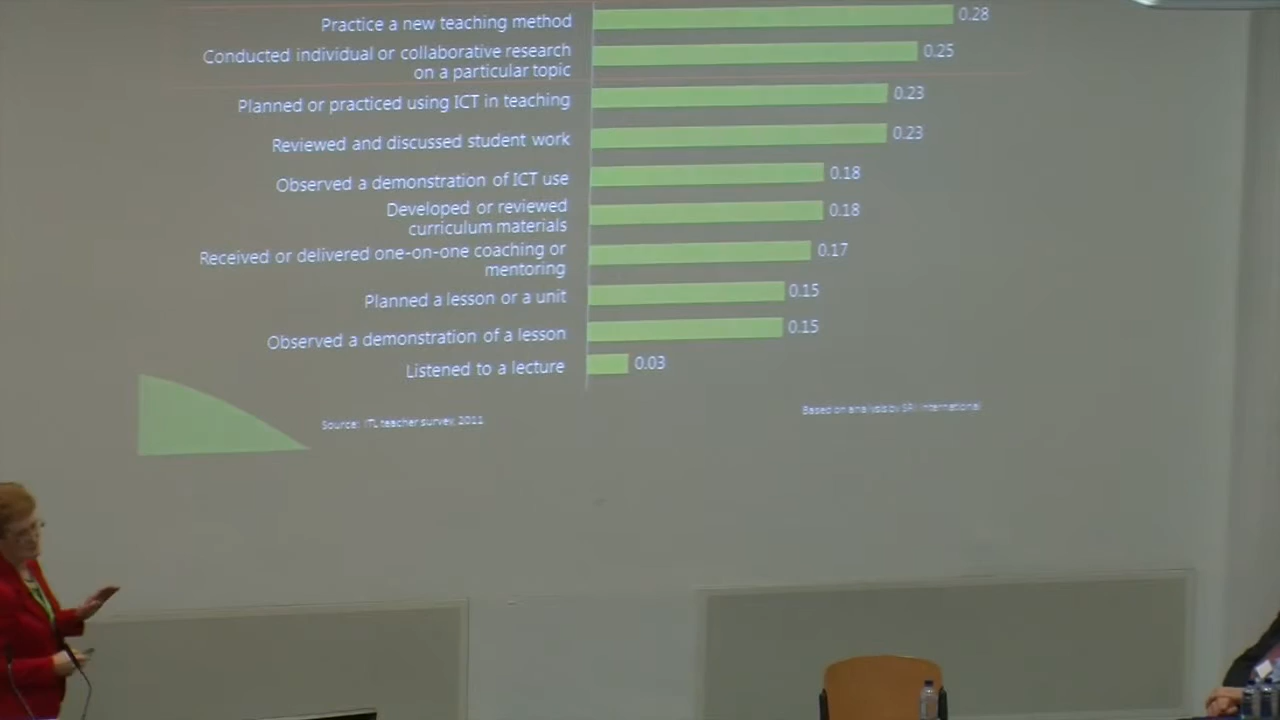 Practice a new teaching method 0.28
Conducted individual or collaborative research
on a particular topic 0.25
Planned or practiced using ICT in teaching 0.23
Reviewed and discussed student work 0.23
Observed a demonstration of ICT use 0.18
Developed or reviewed
curriculum materials 0.18
Received or delivered one-on-one coaching or
mentoring 0.17
Planned a lesson or a unit 0.15
Observed a demonstration of a lesson 0.15
Listened to a lecture 0.03
Source: ITL teacher survey, 2011
Based on analysis by SRI International